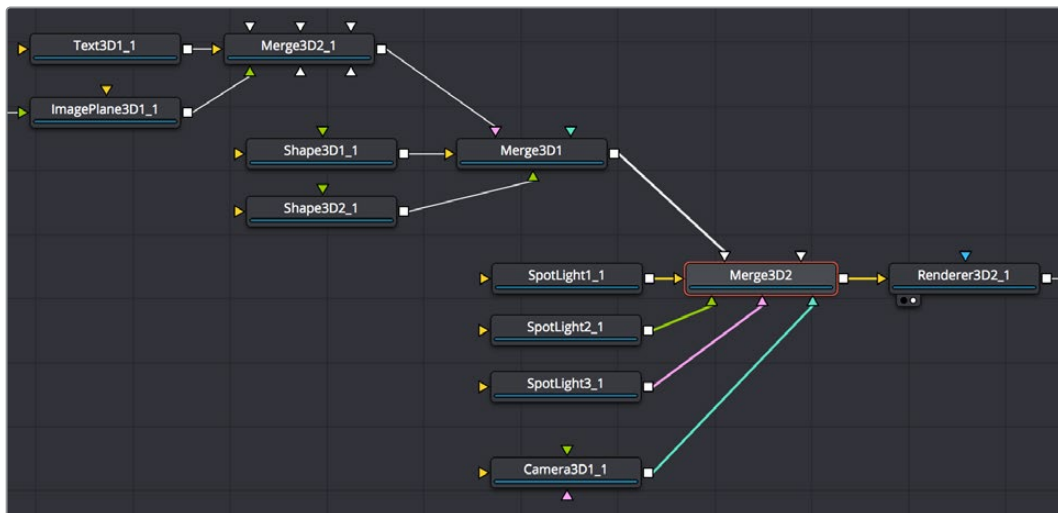 Text3D1_1
Merge3D2_1
ImagePlane3D1_1
Shape3D1_1
Merge3D1
Shape3D2_1
SpotLight1_1
Merge3D2
Renderer3D2_1
SpotLight2_1
SpotLight3_1
Camera3D1_1